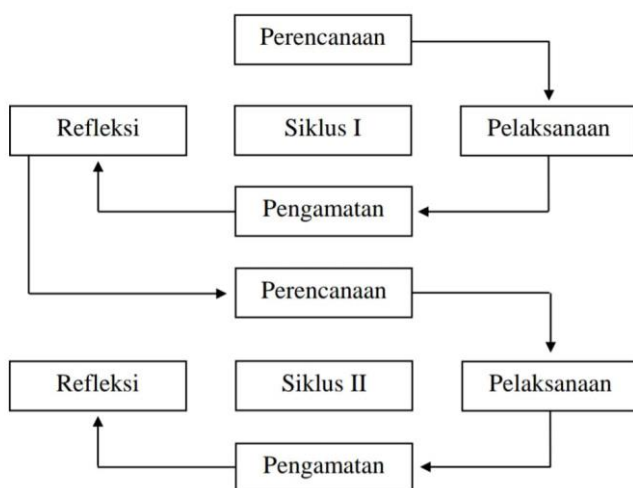 Perencanaan
Refleksi
Siklus I
Pelaksanaan
Pengamatan
Perencanaan
Refleksi
Siklus II
Pelaksanaan
Pengamatan